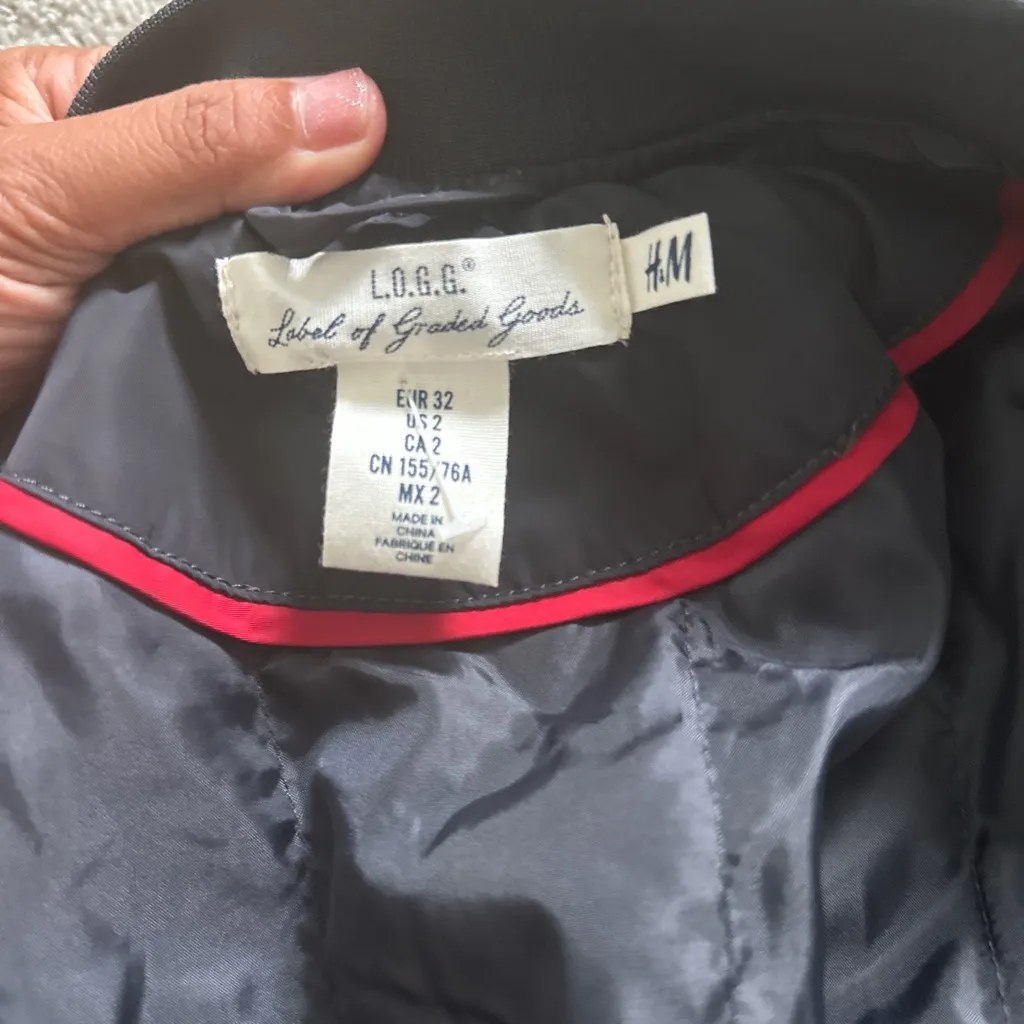 L.O.G.G.®
Label of Graded Goods
H&M
EUR 32
US 2
CA 2
CN 155/76A
MX 2
MADE IN
CHINA
FABRIQUÉ EN
CHINE